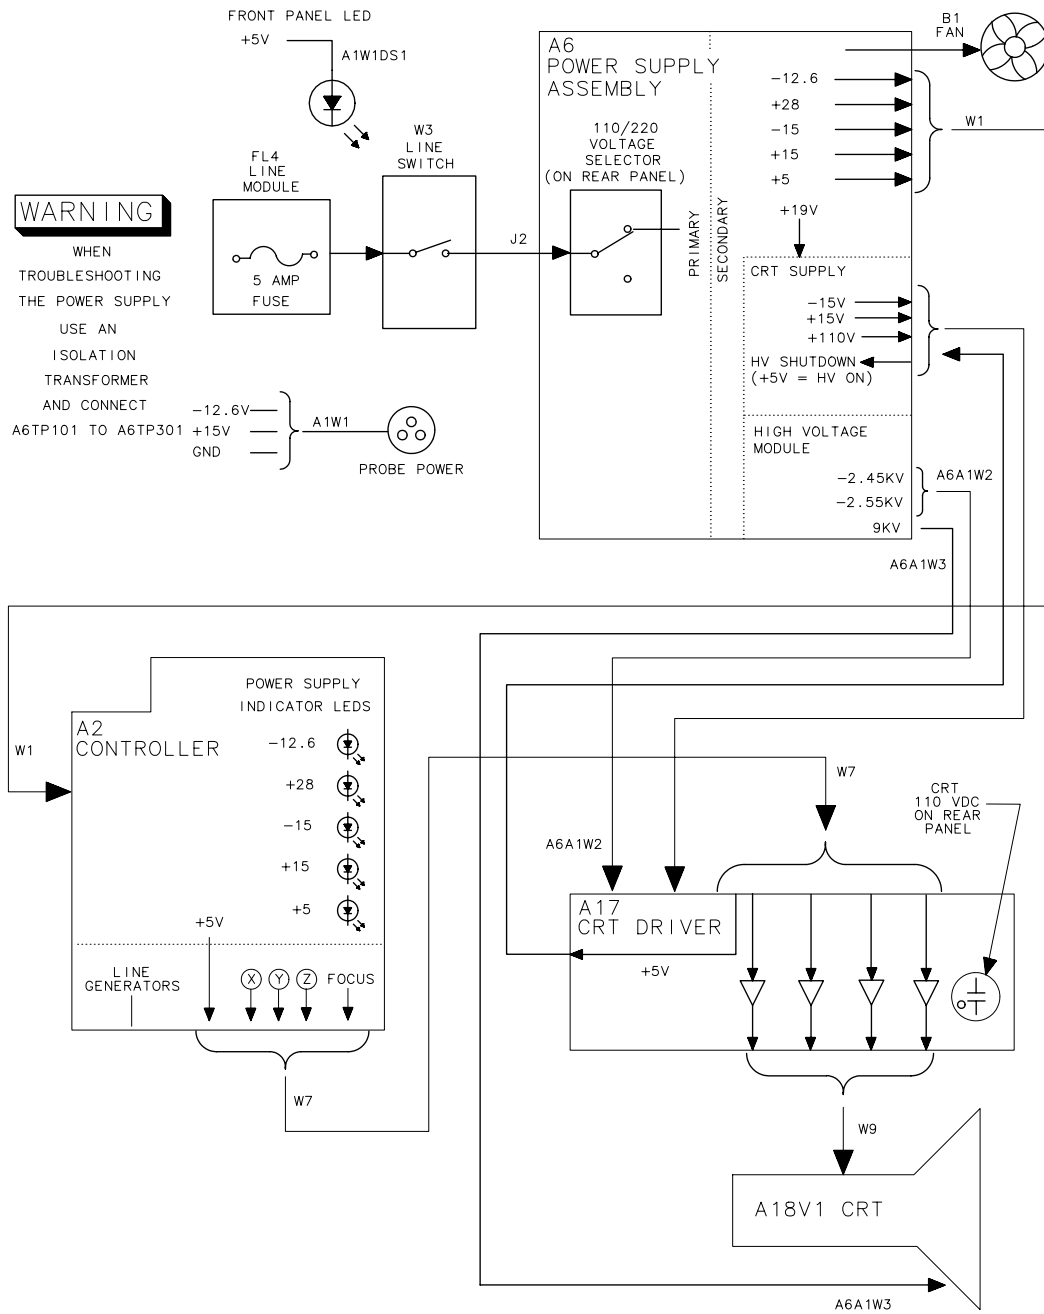 FRONT PANEL LED
+5V
A1W1DS1
B1
FAN
A6
POWER SUPPLY
ASSEMBLY
-12.6
+28
-15
+15
+5
W1
W3
LINE
SWITCH
110/220
VOLTAGE
SELECTOR
(ON REAR PANEL)
FL4
LINE
MODULE
5 AMP
FUSE
J2
PRIMARY
SECONDARY
+19V
CRT SUPPLY
-15V
+15V
+110V
HV SHUTDOWN
(+5V = HV ON)
HIGH VOLTAGE
MODULE
-2.45KV
-2.55KV
9KV
A6A1W2
A6A1W3
WARNING
WHEN
TROUBLESHOOTING
THE POWER SUPPLY
USE AN
ISOLATION
TRANSFORMER
AND CONNECT
A6TP101 TO A6TP301
-12.6V
+15V
GND
A1W1
PROBE POWER
POWER SUPPLY
INDICATOR LEDS
A2
CONTROLLER
-12.6
+28
-15
+15
+5
W1
+5V
LINE
GENERATORS
X Y Z FOCUS
W7
W7
CRT
110 VDC
ON REAR
PANEL
A6A1W2
A17
CRT DRIVER
+5V
W9
A18V1 CRT
A6A1W3